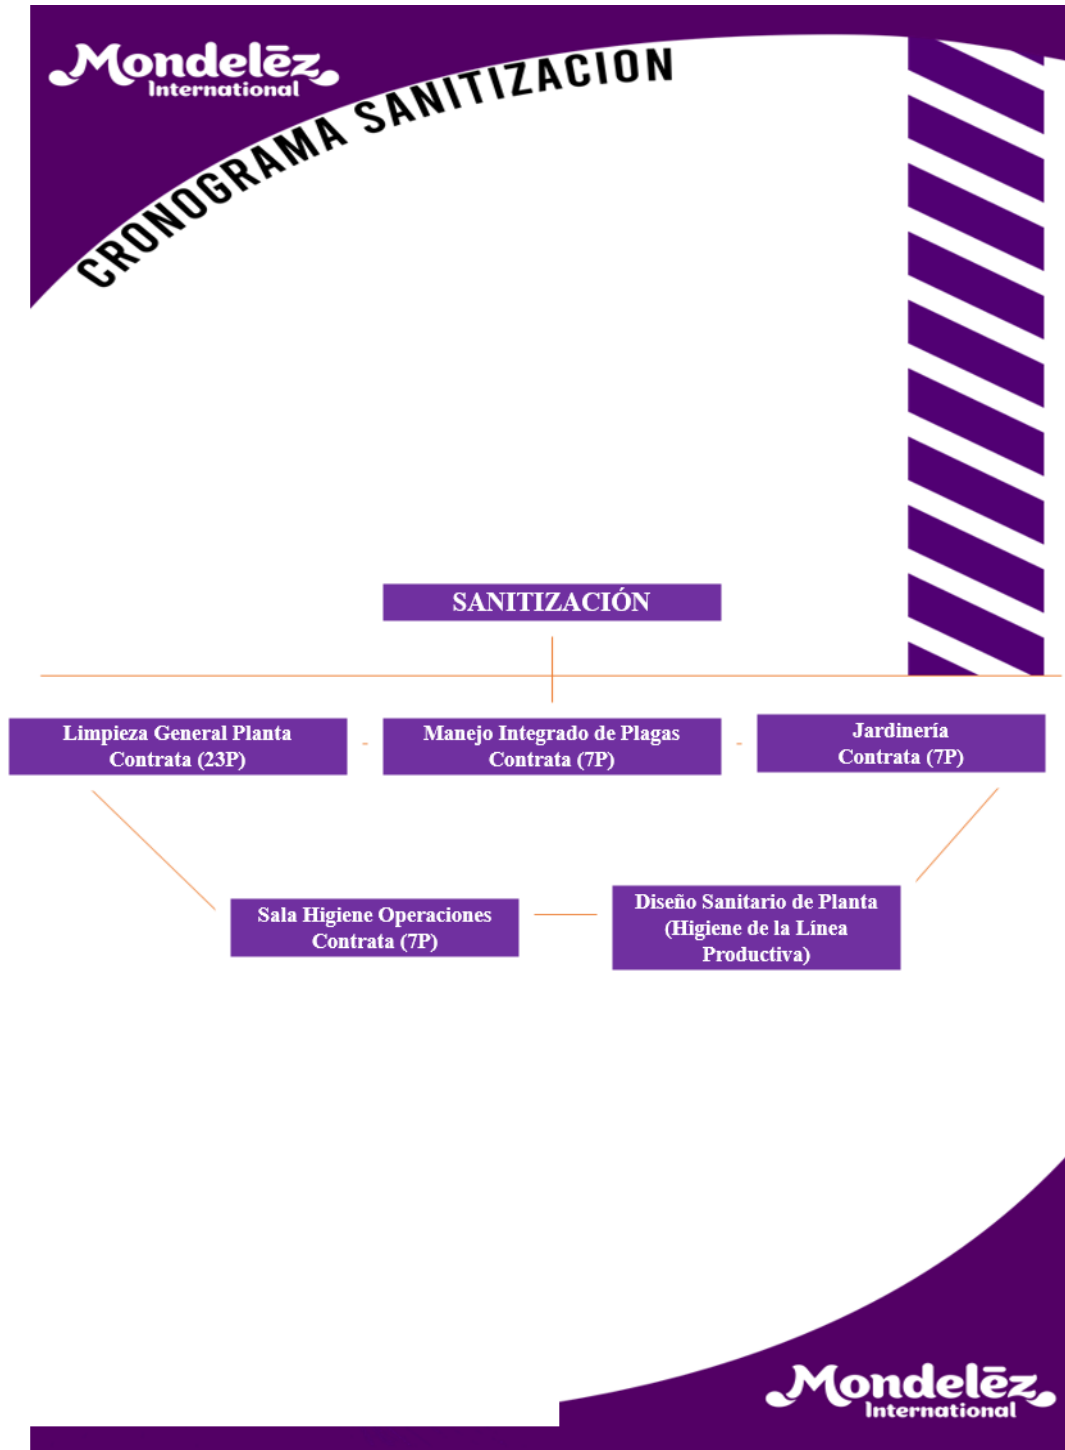 Mondelēz
International
CRONOGRAMA SANITIZACION
SANITIZACIÓN
Limpieza General Planta
Contrata (23P)
Manejo Integrado de Plagas
Contrata (7P)
Jardinería
Contrata (7P)
Sala Higiene Operaciones
Contrata (7P)
Diseño Sanitario de Planta
(Higiene de la Línea
Productiva)
Mondelēz
International